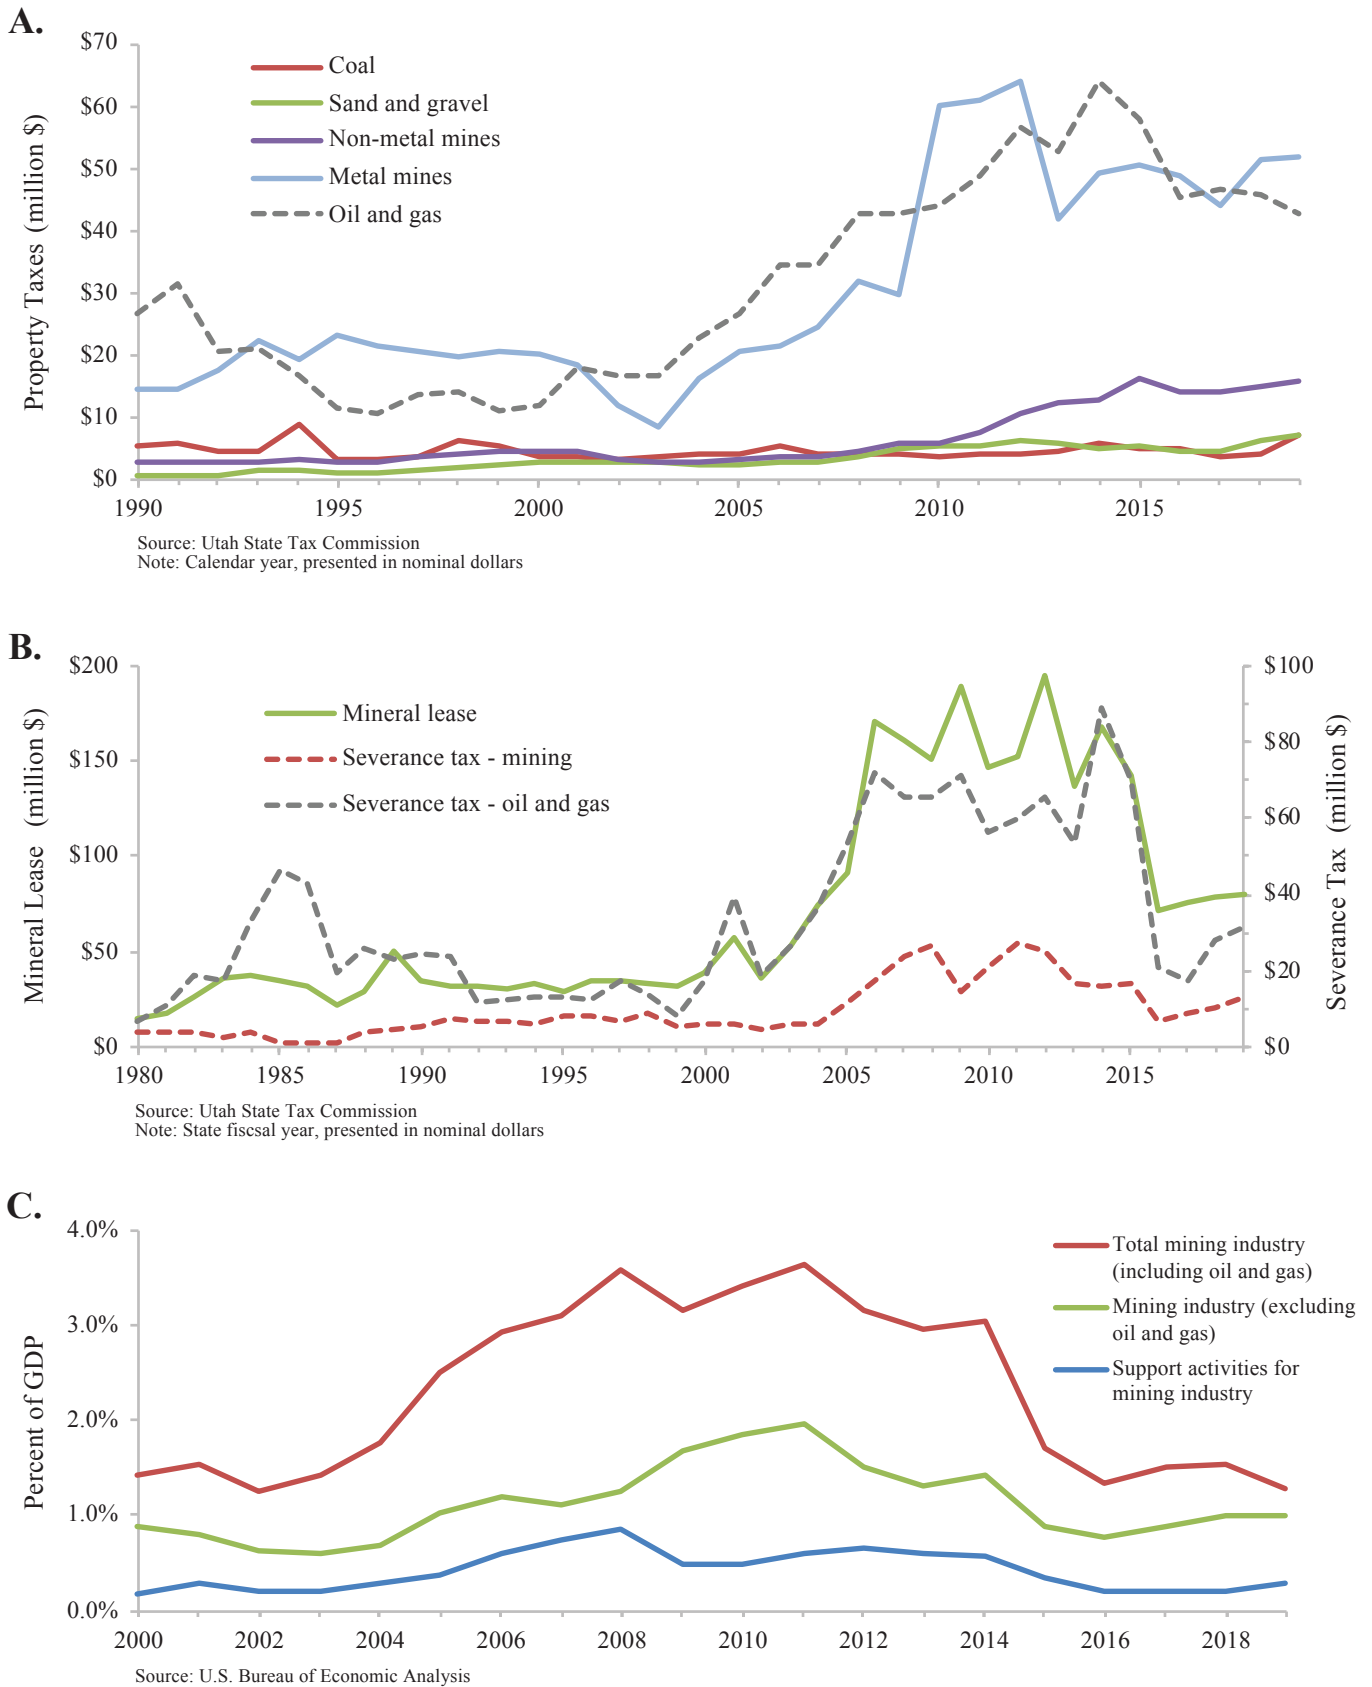 A.
Property Taxes (million $)
$70
$60
$50
$40
$30
$20
$10
$0
Coal
Sand and gravel
Non-metal mines
Metal mines
Oil and gas
1990 1995 2000 2005 2010 2015
Source: Utah State Tax Commission
Note: Calendar year, presented in nominal dollars
B.
Mineral Lease (million $)
$200
$150
$100
$50
$0
Mineral lease
Severance tax - mining
Severance tax - oil and gas
$100
$80
$60
$40
$20
$0
Severance Tax (million $)
1980 1985 1990 1995 2000 2005 2010 2015
Source: Utah State Tax Commission
Note: State fiscsal year, presented in nominal dollars
C.
Percent of GDP
4.0%
3.0%
2.0%
1.0%
0.0%
Total mining industry
(including oil and gas)
Mining industry (excluding
oil and gas)
Support activities for
mining industry
2000 2002 2004 2006 2008 2010 2012 2014 2016 2018
Source: U.S. Bureau of Economic Analysis